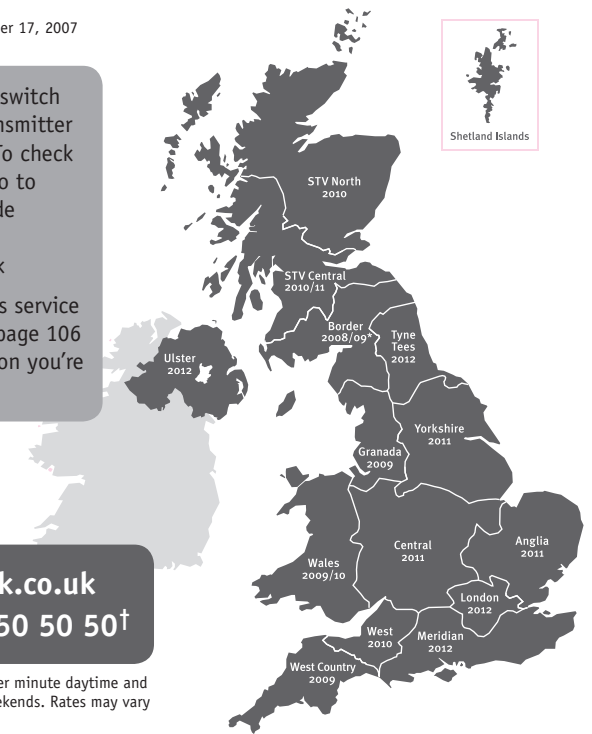 er 17, 2007
switch
nsmitter
To check
o to
de
k
s service
page 106
on you're
k.co.uk
50 50 50†
er minute daytime and
ekends. Rates may vary
Shetland Islands
STV North
2010
STV Central
2010/11
Border
2008/09*
Tyne
Tees
2012
Ulster
2012
Yorkshire
2011
Granada
2009
Wales
2009/10
Central
2011
Anglia
2011
London
2012
West
2010
Meridian
2012
West Country
2009